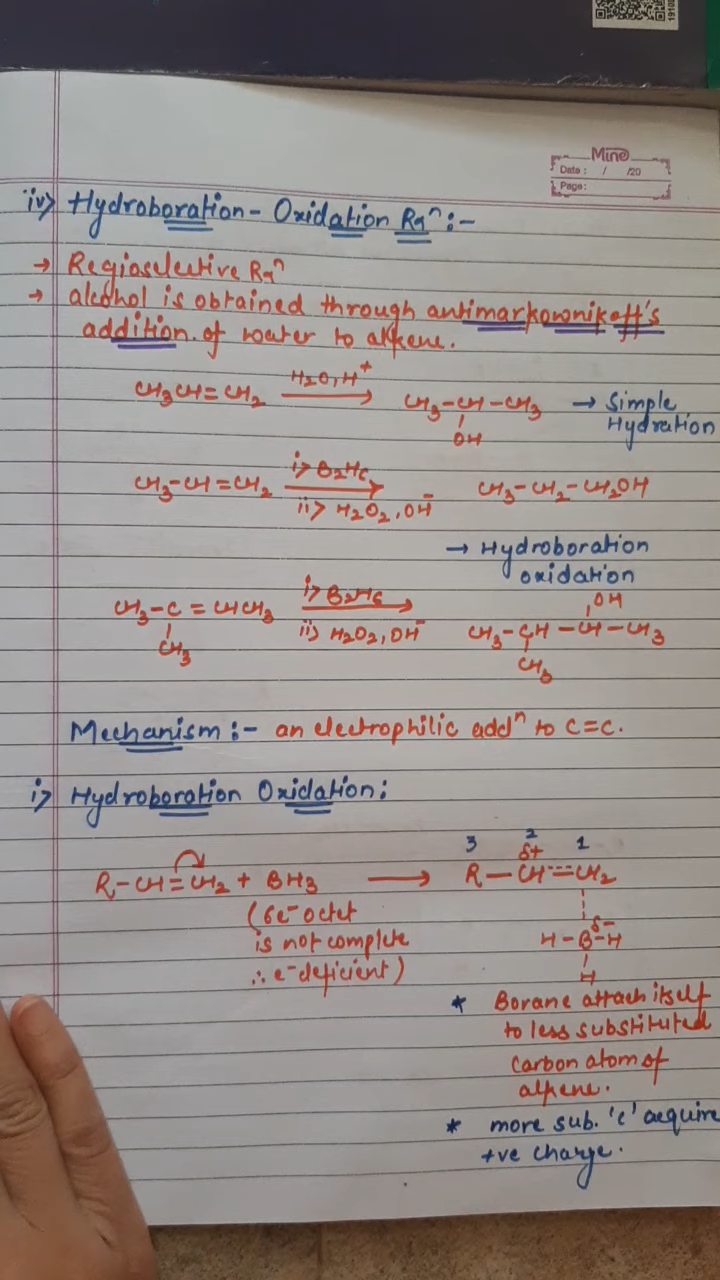 19103
Mino
Date : / /20
Page:
iv) Hydroboration - Oxidation Rqⁿ :-
→ Regioselective Rqⁿ
→ alcohol is obtained through antimarkownikoff's
addition of water to alkene.
CH3CH=CH2 H2O, H⁺ → CH3-CH-CH3 → Simple
OH Hydration
CH3-CH=CH2 i) B2H6 → CH3-CH2-CH2OH
ii) H2O2, OH⁻
→ Hydroboration
oxidation
CH3-C=CHCH3 i) B2H6 → OH
CH3 ii) H2O2, OH⁻ CH3-CH-CH-CH3
CH3
Mechanism :- an electrophilic addⁿ to C=C.
i) Hydroboration Oxidation :
3 2 1
δ+
R-CH=CH2 + BH3 → R-CH=CH2
(6e⁻ octet δ-
is not complete H-B-H
∴ e⁻deficient) H
* Borane attach itself
to less substituted
carbon atom of
alkene.
* more sub. 'c' acquire
+ve charge.